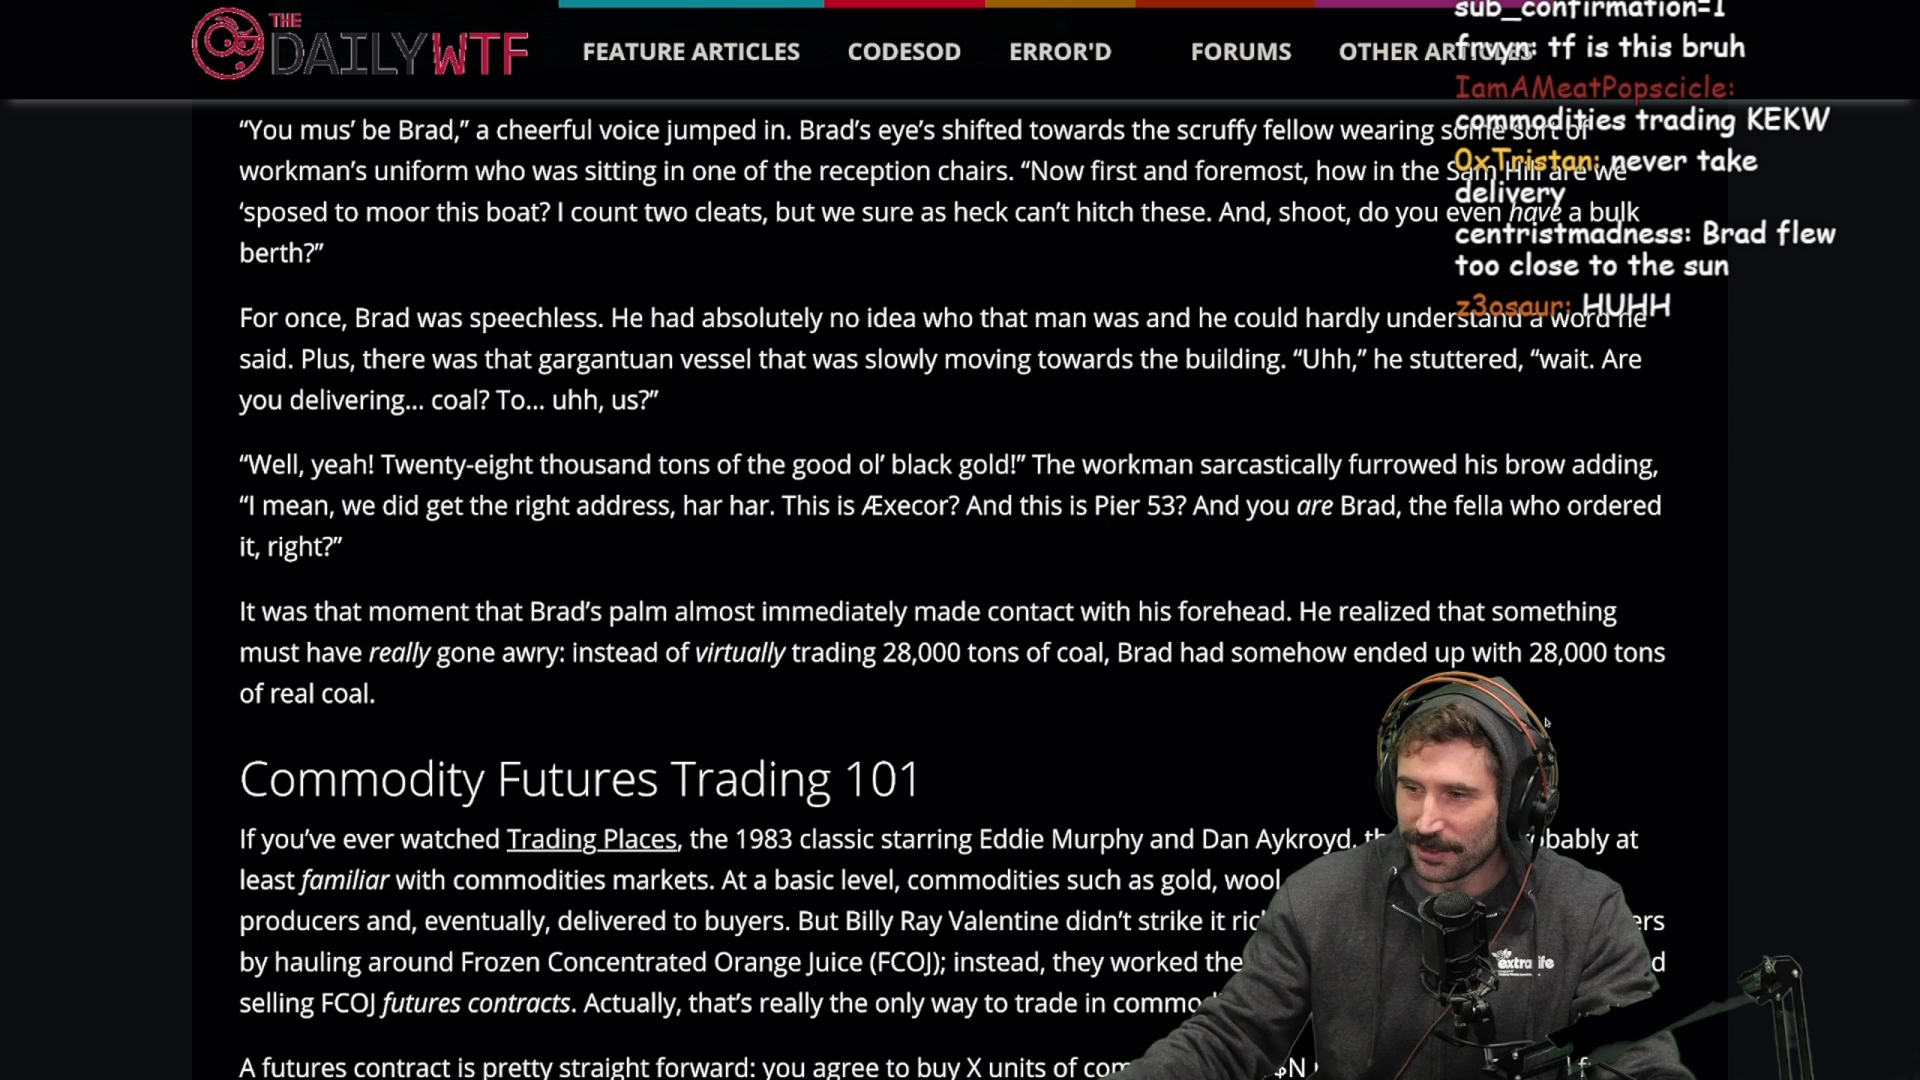 THE
DAILYWTF
FEATURE ARTICLES CODESOD ERROR'D FORUMS OTHER ARTICLES
“You mus’ be Brad,” a cheerful voice jumped in. Brad’s eye’s shifted towards the scruffy fellow wearing some sort of
workman’s uniform who was sitting in one of the reception chairs. “Now first and foremost, how in the Sam Hill are we
‘sposed to moor this boat? I count two cleats, but we sure as heck can’t hitch these. And, shoot, do you even have a bulk
berth?”
For once, Brad was speechless. He had absolutely no idea who that man was and he could hardly understand a word he
said. Plus, there was that gargantuan vessel that was slowly moving towards the building. “Uhh,” he stuttered, “wait. Are
you delivering... coal? To... uhh, us?”
“Well, yeah! Twenty-eight thousand tons of the good ol’ black gold!” The workman sarcastically furrowed his brow adding,
“I mean, we did get the right address, har har. This is Æxecor? And this is Pier 53? And you are Brad, the fella who ordered
it, right?”
It was that moment that Brad’s palm almost immediately made contact with his forehead. He realized that something
must have really gone awry: instead of virtually trading 28,000 tons of coal, Brad had somehow ended up with 28,000 tons
of real coal.
Commodity Futures Trading 101
If you’ve ever watched Trading Places, the 1983 classic starring Eddie Murphy and Dan Aykroyd, at
least familiar with commodities markets. At a basic level, commodities such as gold, wool
producers and, eventually, delivered to buyers. But Billy Ray Valentine didn’t strike it
by hauling around Frozen Concentrated Orange Juice (FCOJ); instead, they worked the
selling FCOJ futures contracts. Actually, that’s really the only way to trade in
A futures contract is pretty straight forward: you agree to buy X units of $N
sub_confirmation=1
frvyn: tf is this bruh
IamAMeatPopscicle:
commodities trading KEKW
0xTristan: never take
delivery
centristmadness: Brad flew
too close to the sun
z3osaur: HUHH
extralife